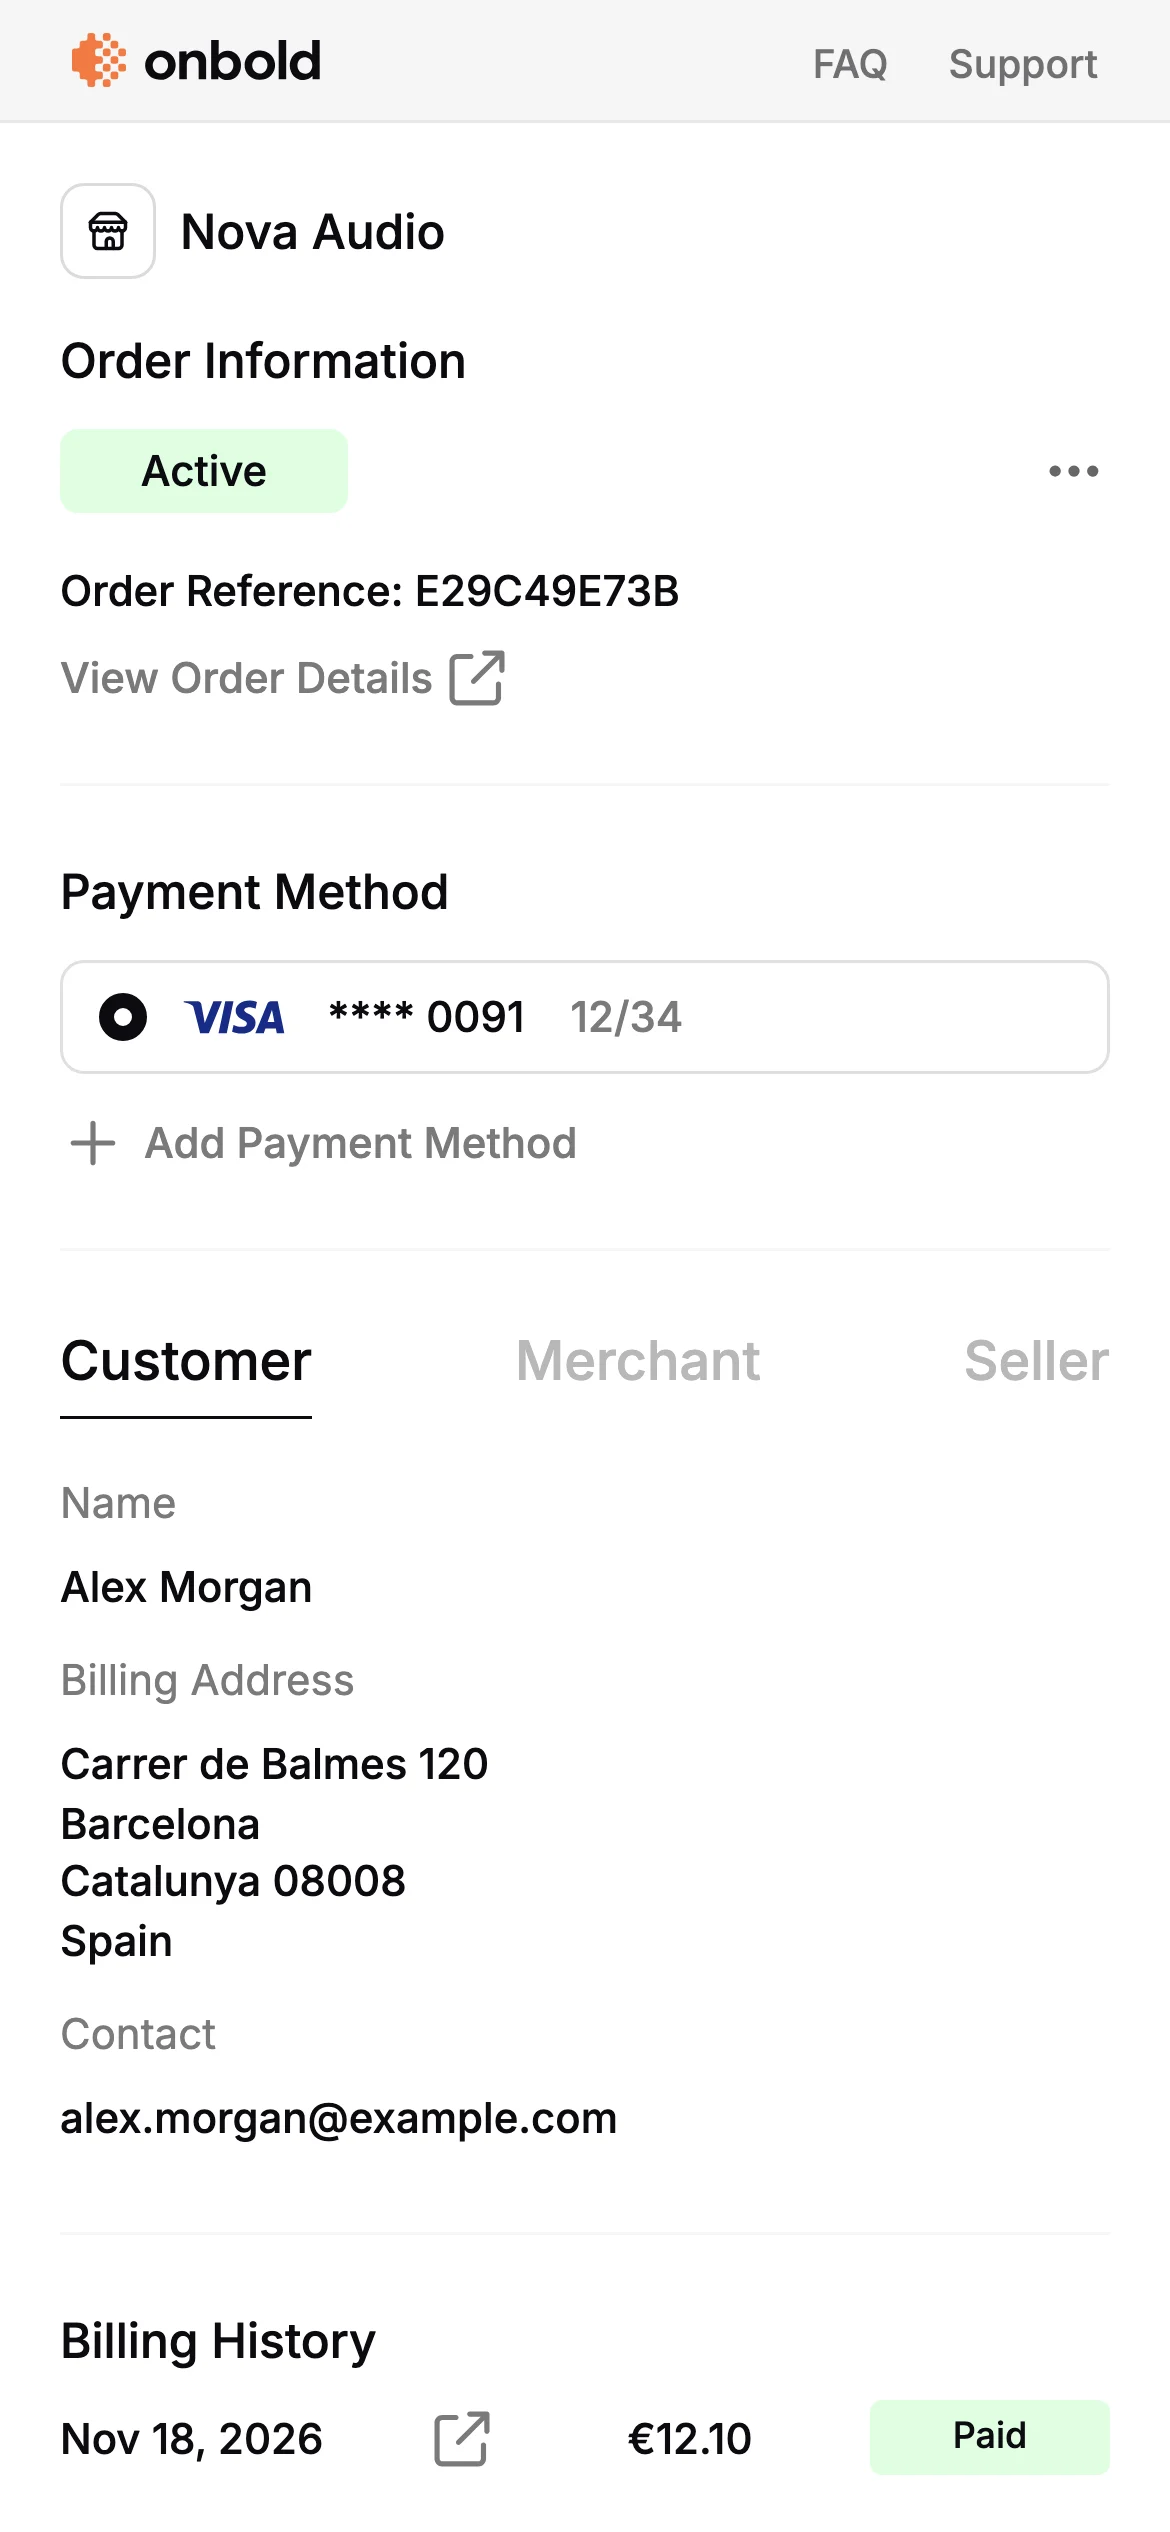 onbold
FAQ
Support
Nova Audio
Order Information
Active
Order Reference: E29C49E73B
View Order Details
Payment Method
VISA **** 0091 12/34
Add Payment Method
Customer
Merchant
Seller
Name
Alex Morgan
Billing Address
Carrer de Balmes 120
Barcelona
Catalunya 08008
Spain
Contact
alex.morgan@example.com
Billing History
Nov 18, 2026 €12.10 Paid